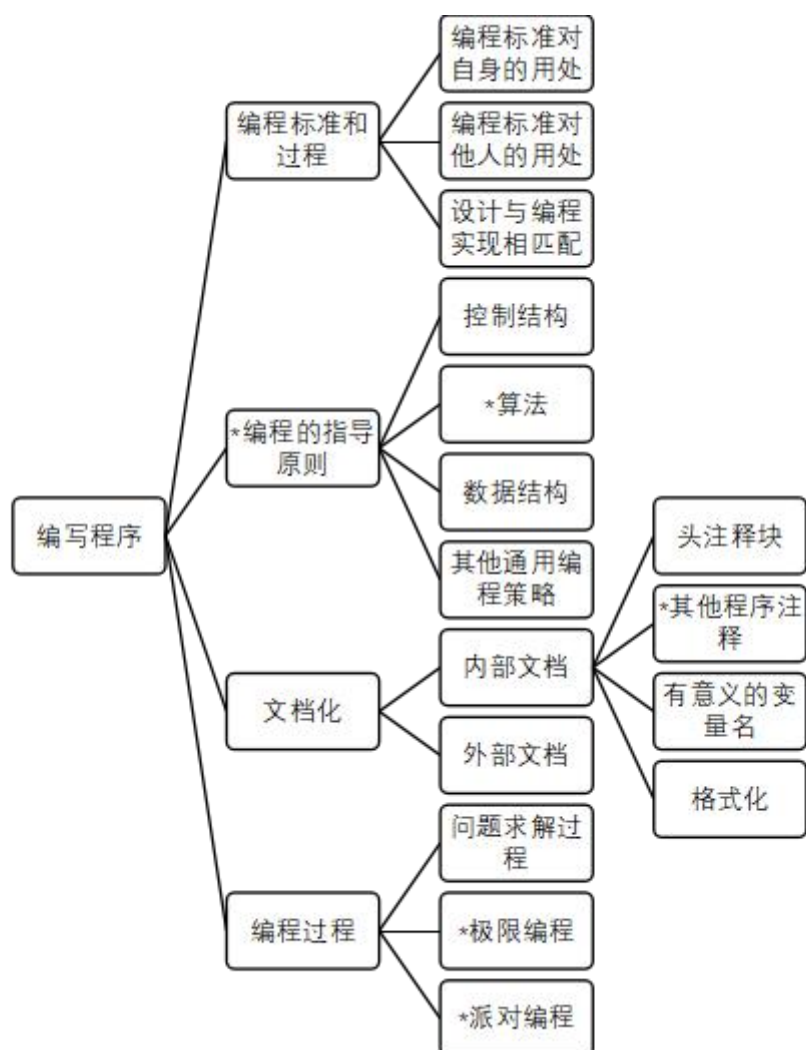 编程标准对
自身的用处
编程标准和
过程
编程标准对
他人的用处
设计与编程
实现相匹配
控制结构
*算法
*编程的指导
原则
数据结构
其他通用编
程策略
编写程序
头注释块
*其他程序注
释
内部文档
文档化
有意义的变
量名
外部文档
格式化
问题求解过
程
编程过程
*极限编程
*派对编程